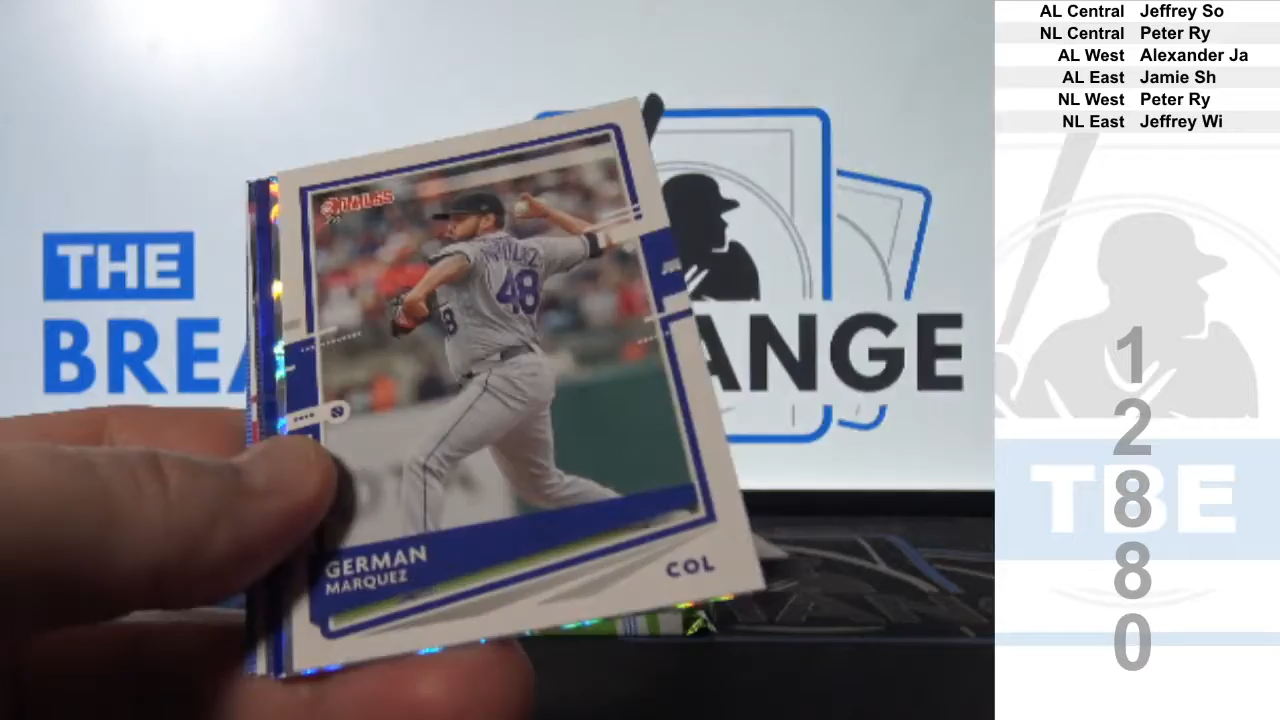 AL Central Jeffrey So
NL Central Peter Ry
AL West Alexander Ja
AL East Jamie Sh
NL West Peter Ry
NL East Jeffrey Wi
THE
BREA
ANGE
48
GERMAN
MARQUEZ
COL
TBE
1
2
8
8
0